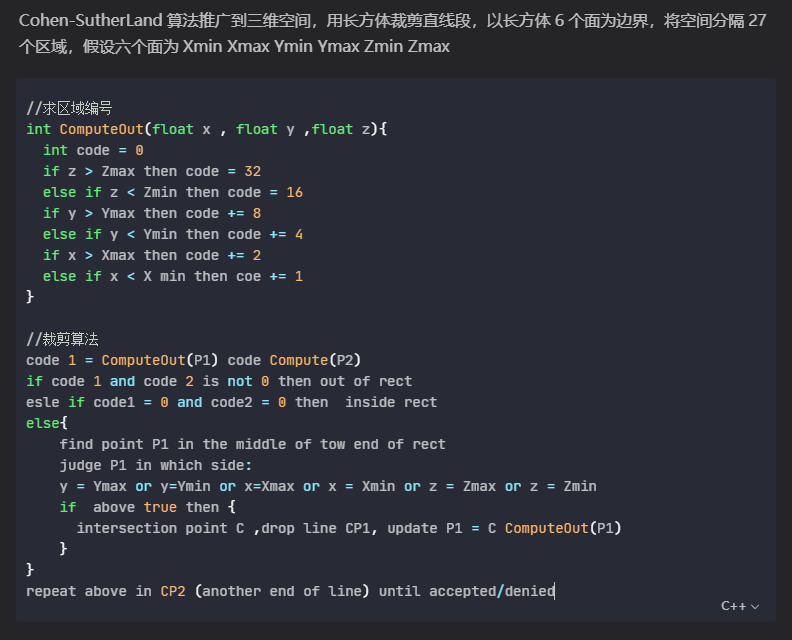 Cohen-SutherLand 算法推广到三维空间，用长方体裁剪直线段，以长方体 6 个面为边界，将空间分隔 27
个区域，假设六个面为 Xmin Xmax Ymin Ymax Zmin Zmax
//求区域编号
int ComputeOut(float x , float y ,float z){
int code = 0
if z > Zmax then code = 32
else if z < Zmin then code = 16
if y > Ymax then code += 8
else if y < Ymin then code += 4
if x > Xmax then code += 2
else if x < X min then coe += 1
}
//裁剪算法
code 1 = ComputeOut(P1) code Compute(P2)
if code 1 and code 2 is not 0 then out of rect
esle if code1 = 0 and code2 = 0 then  inside rect
else{
find point P1 in the middle of tow end of rect
judge P1 in which side:
y = Ymax or y=Ymin or x=Xmax or x = Xmin or z = Zmax or z = Zmin
if  above true then {
intersection point C ,drop line CP1, update P1 = C ComputeOut(P1)
}
}
repeat above in CP2 (another end of line) until accepted/denied
C++